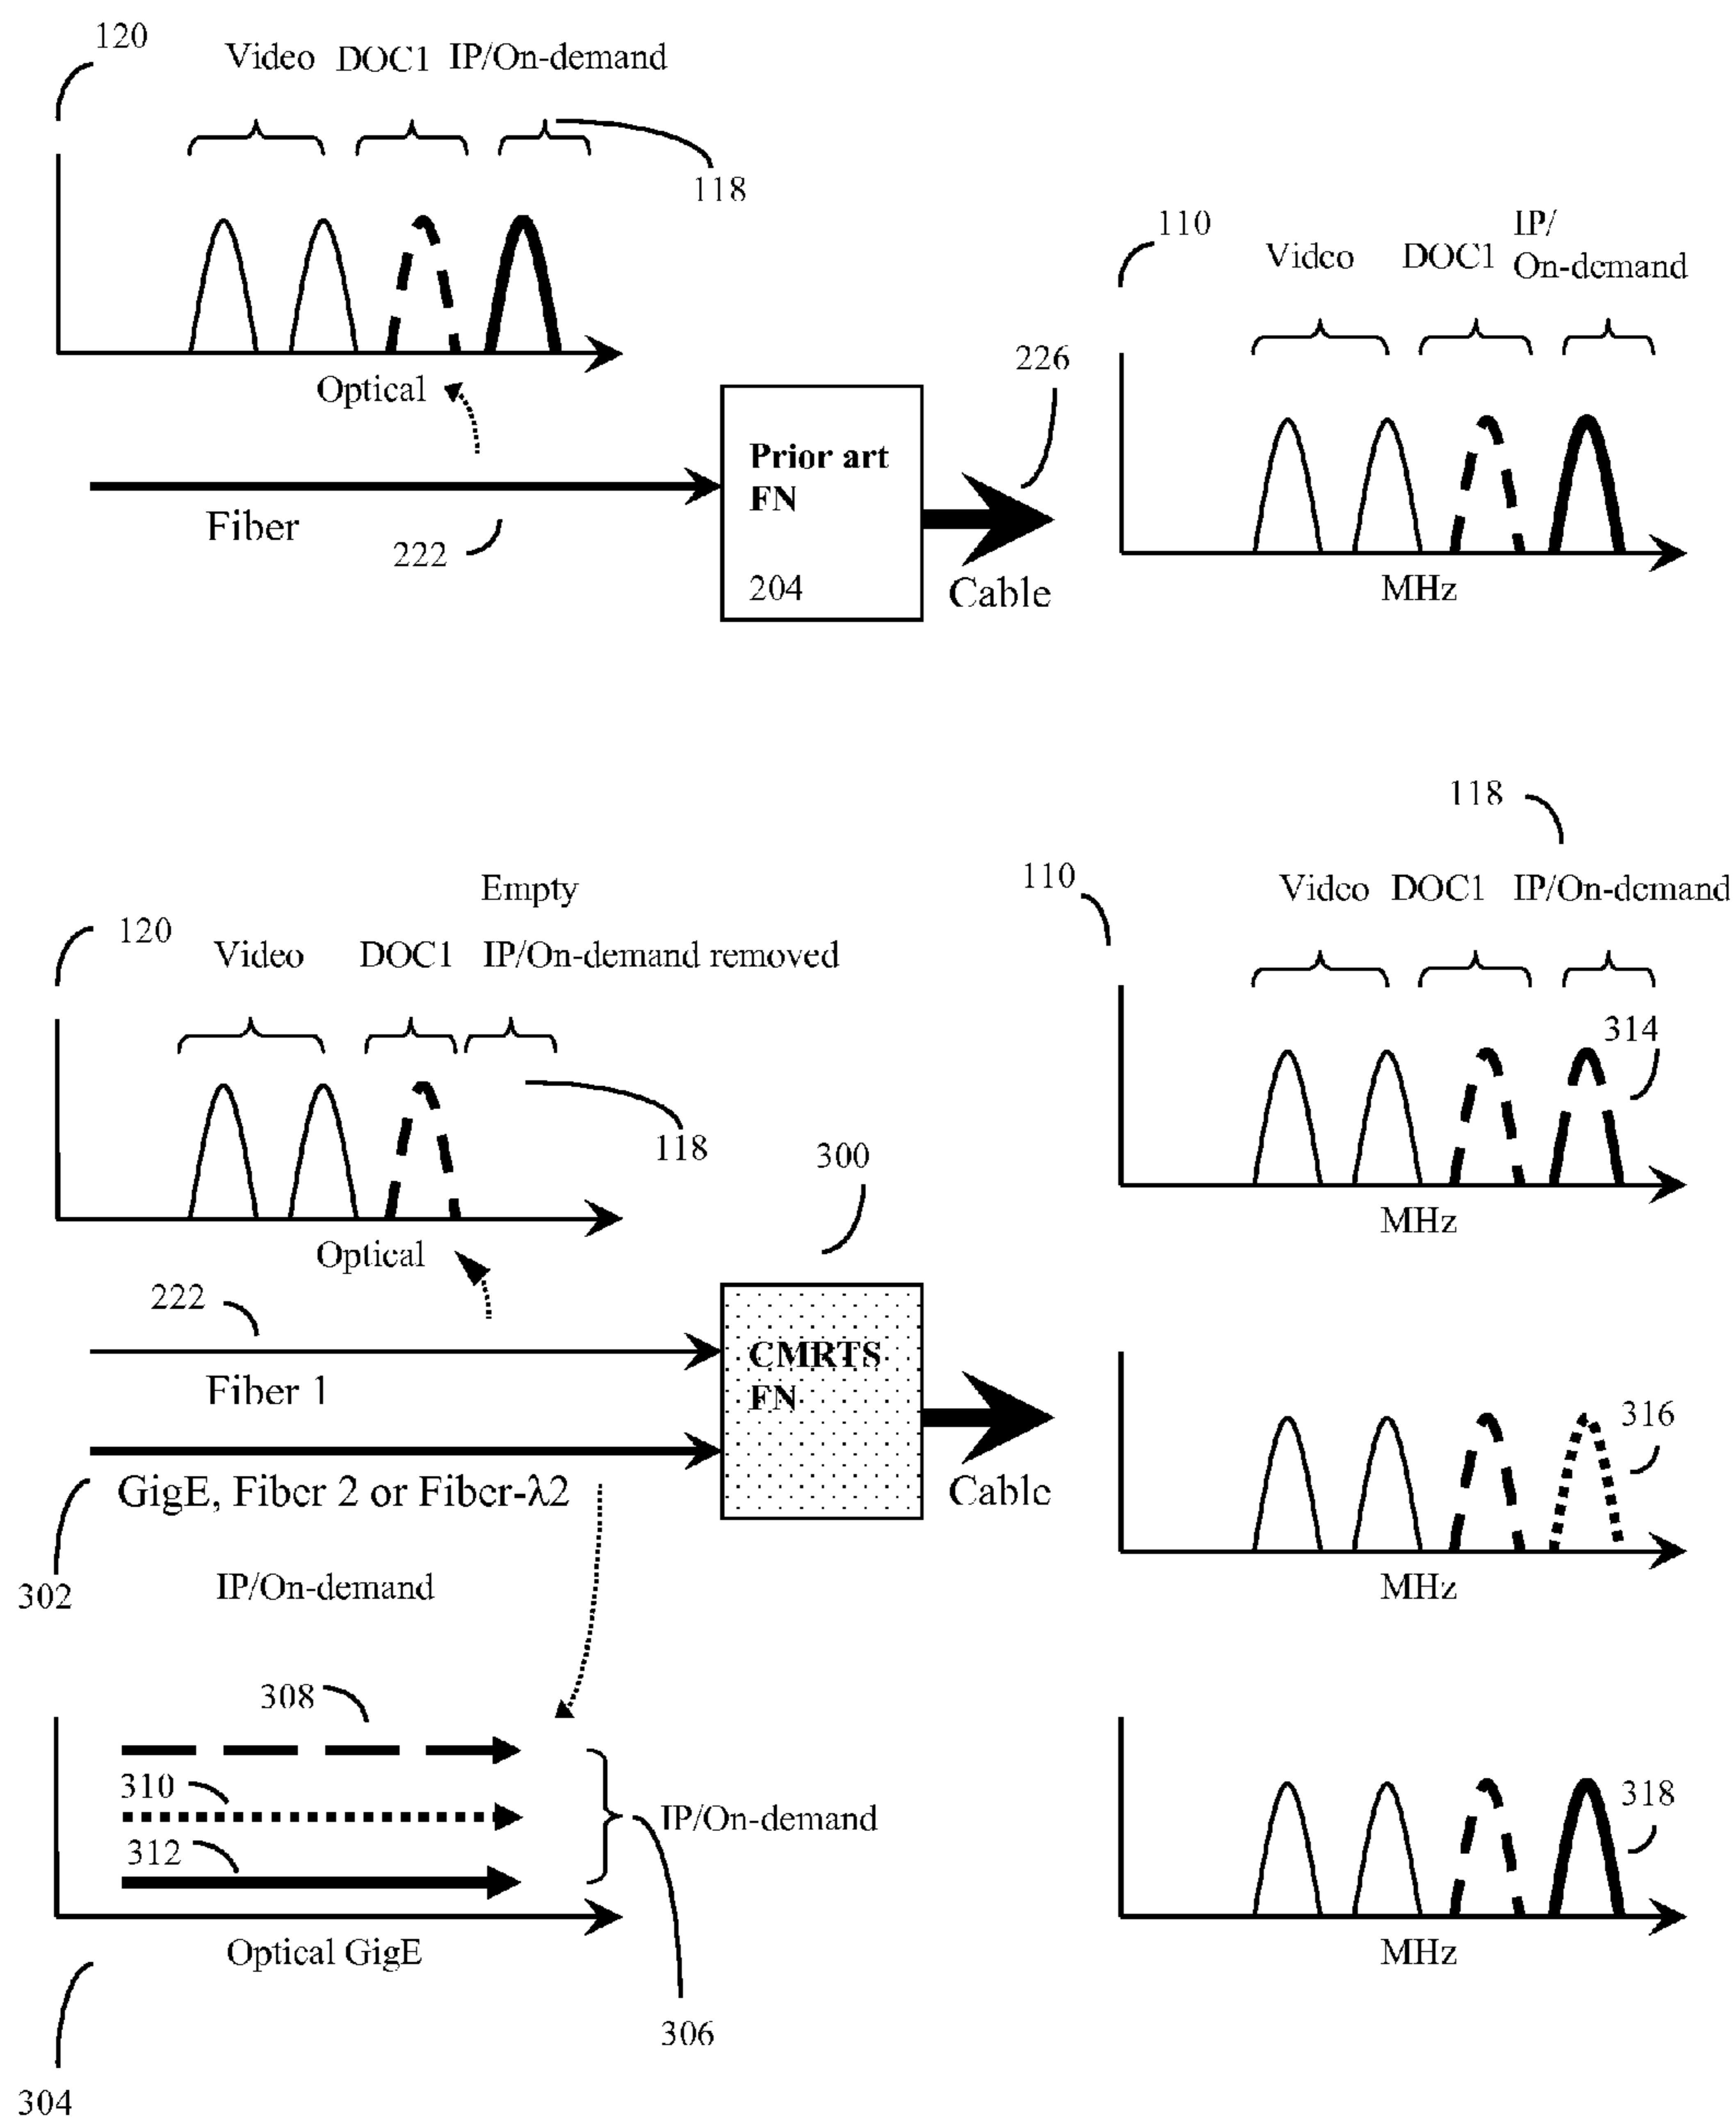 120
Video DOC1 IP/On-demand
118
Optical
Fiber
222
Prior art
FN
204
226
Cable
110
Video DOC1 IP/
On-demand
MHz
Empty
120
Video DOC1 IP/On-demand removed
118
Optical
222
Fiber 1
GigE, Fiber 2 or Fiber-λ2
302
IP/On-demand
300
CMRTS
FN
Cable
118
110
Video DOC1 IP/On-demand
314
MHz
316
MHz
318
MHz
308
310
312
IP/On-demand
Optical GigE
306
304